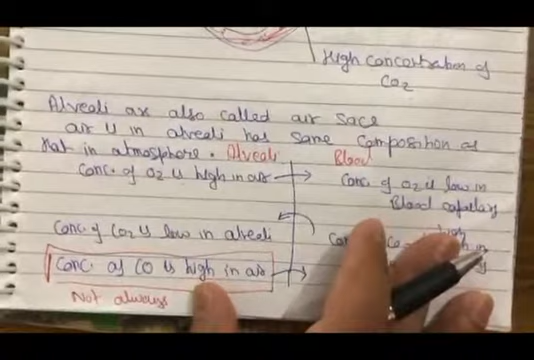 High concentration of
CO2
Alveoli are also called air sacs
air is in alveoli has same composition as
that in atmosphere. Alveoli Blood
Conc. of O2 is high in air → Conc. of O2 is low in
Blood capillary
Conc. of CO2 is low in alveoli
Conc. of CO is high in air
Not always